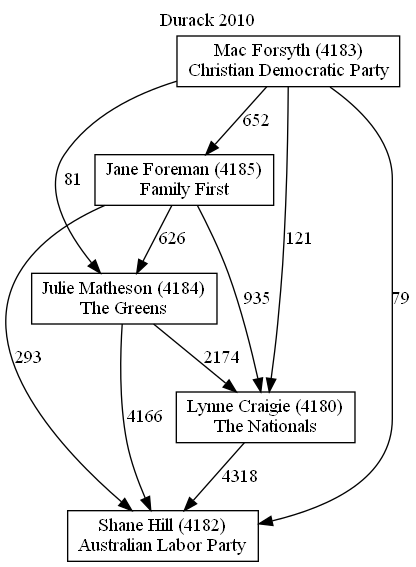 Durack 2010
Mac Forsyth (4183)
Christian Democratic Party
652
Jane Foreman (4185)
Family First
81
626
121
935
79
Julie Matheson (4184)
The Greens
293
2174
4166
Lynne Craigie (4180)
The Nationals
4318
Shane Hill (4182)
Australian Labor Party